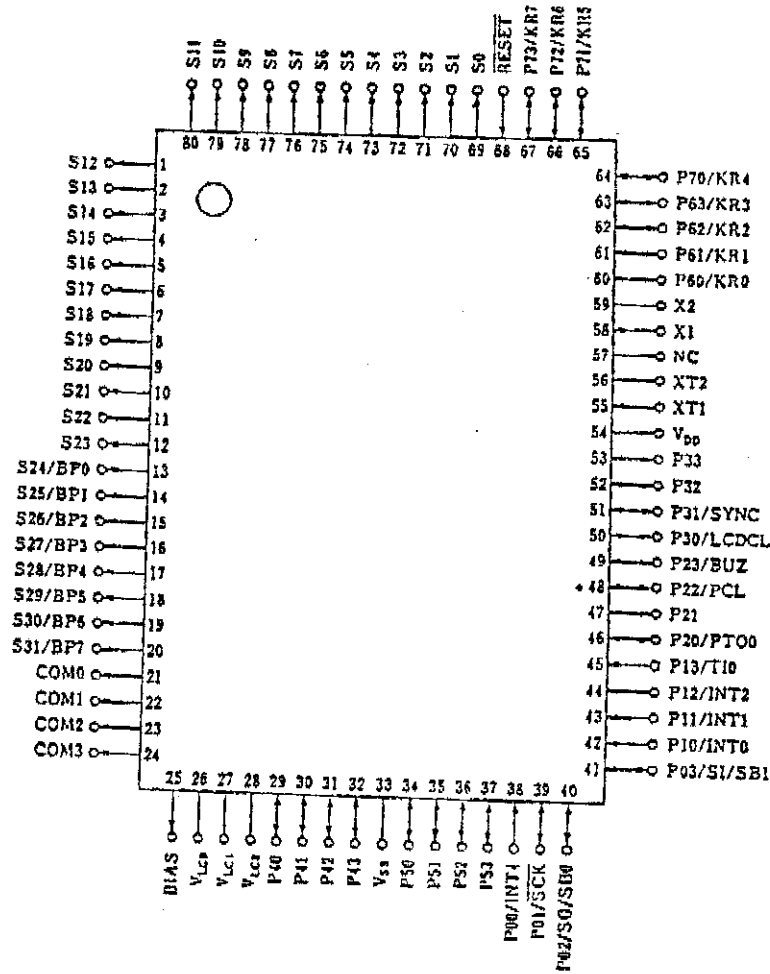 S11 S10 S9 S8 S7 S6 S5 S4 S3 S2 S1 S0 RESET P73/KR7 P72/KR6 P71/KR5
80 79 78 77 76 75 74 73 72 71 70 69 68 67 66 65
S12 1
S13 2
S14 3
S15 4
S16 5
S17 6
S18 7
S19 8
S20 9
S21 10
S22 11
S23 12
S24/BP0 13
S25/BP1 14
S26/BP2 15
S27/BP3 16
S28/BP4 17
S29/BP5 18
S30/BP6 19
S31/BP7 20
COM0 21
COM1 22
COM2 23
COM3 24
64 P70/KR4
63 P63/KR3
62 P62/KR2
61 P61/KR1
60 P60/KR0
59 X2
58 X1
57 NC
56 XT2
55 XT1
54 VDD
53 P33
52 P32
51 P31/SYNC
50 P30/LCDCL
49 P23/BUZ
48 P22/PCL
47 P21
46 P20/PTO0
45 P13/TI0
44 P12/INT2
43 P11/INT1
42 P10/INT0
41 P03/SI/SB1
25 26 27 28 29 30 31 32 33 34 35 36 37 38 39 40
BIAS VLC0 VLC1 VLC2 P40 P41 P42 P43 VSS P50 P51 P52 P53 P00/INT4 P01/SCK P02/SO/SB0